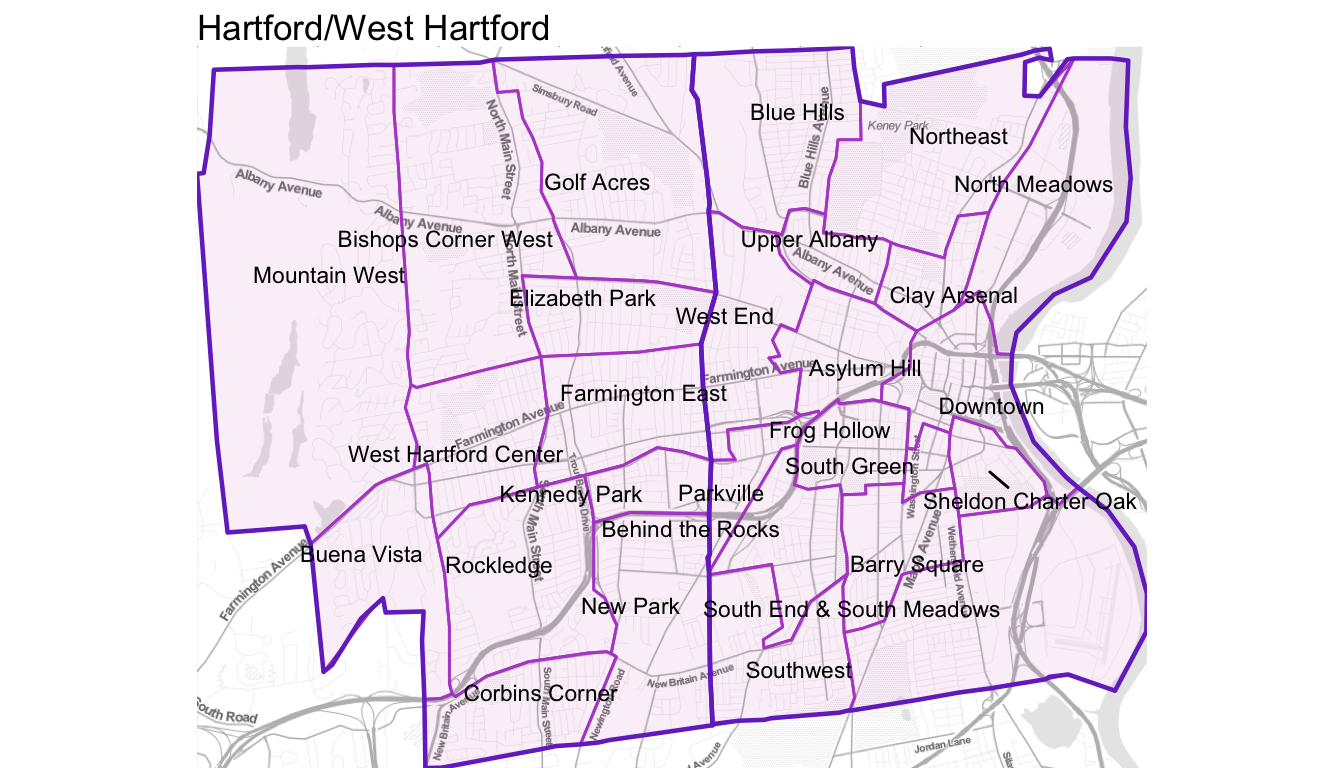 Hartford/West Hartford
Simsbury Road
Blue Hills
Blue Hills Avenue
Keney Park
Northeast
North Main Street
Albany Avenue
Golf Acres
North Meadows
Albany Avenue
Albany Avenue
Bishops Corner West
Upper Albany
Albany Avenue
North Main Street
Mountain West
Elizabeth Park
Clay Arsenal
West End
Farmington Avenue
Asylum Hill
Farmington East
Downtown
Farmington Avenue
Frog Hollow
West Hartford Center
South Green
Washington Street
Trout Brook Drive
Kennedy Park
Parkville
Sheldon Charter Oak
South Main Street
Behind the Rocks
Main Avenue
Buena Vista
Rockledge
Barry Square
Farmington Avenue
New Park
South End & South Meadows
Southwest
New Britain Avenue
Corbins Corner
South Road
New Britain Avenue
South Main Street
Newington Road
Jordan Lane